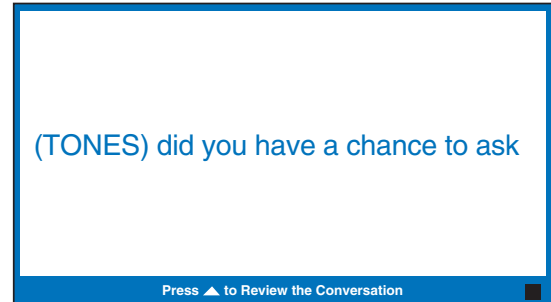 (TONES) did you have a chance to ask
Press ▲ to Review the Conversation